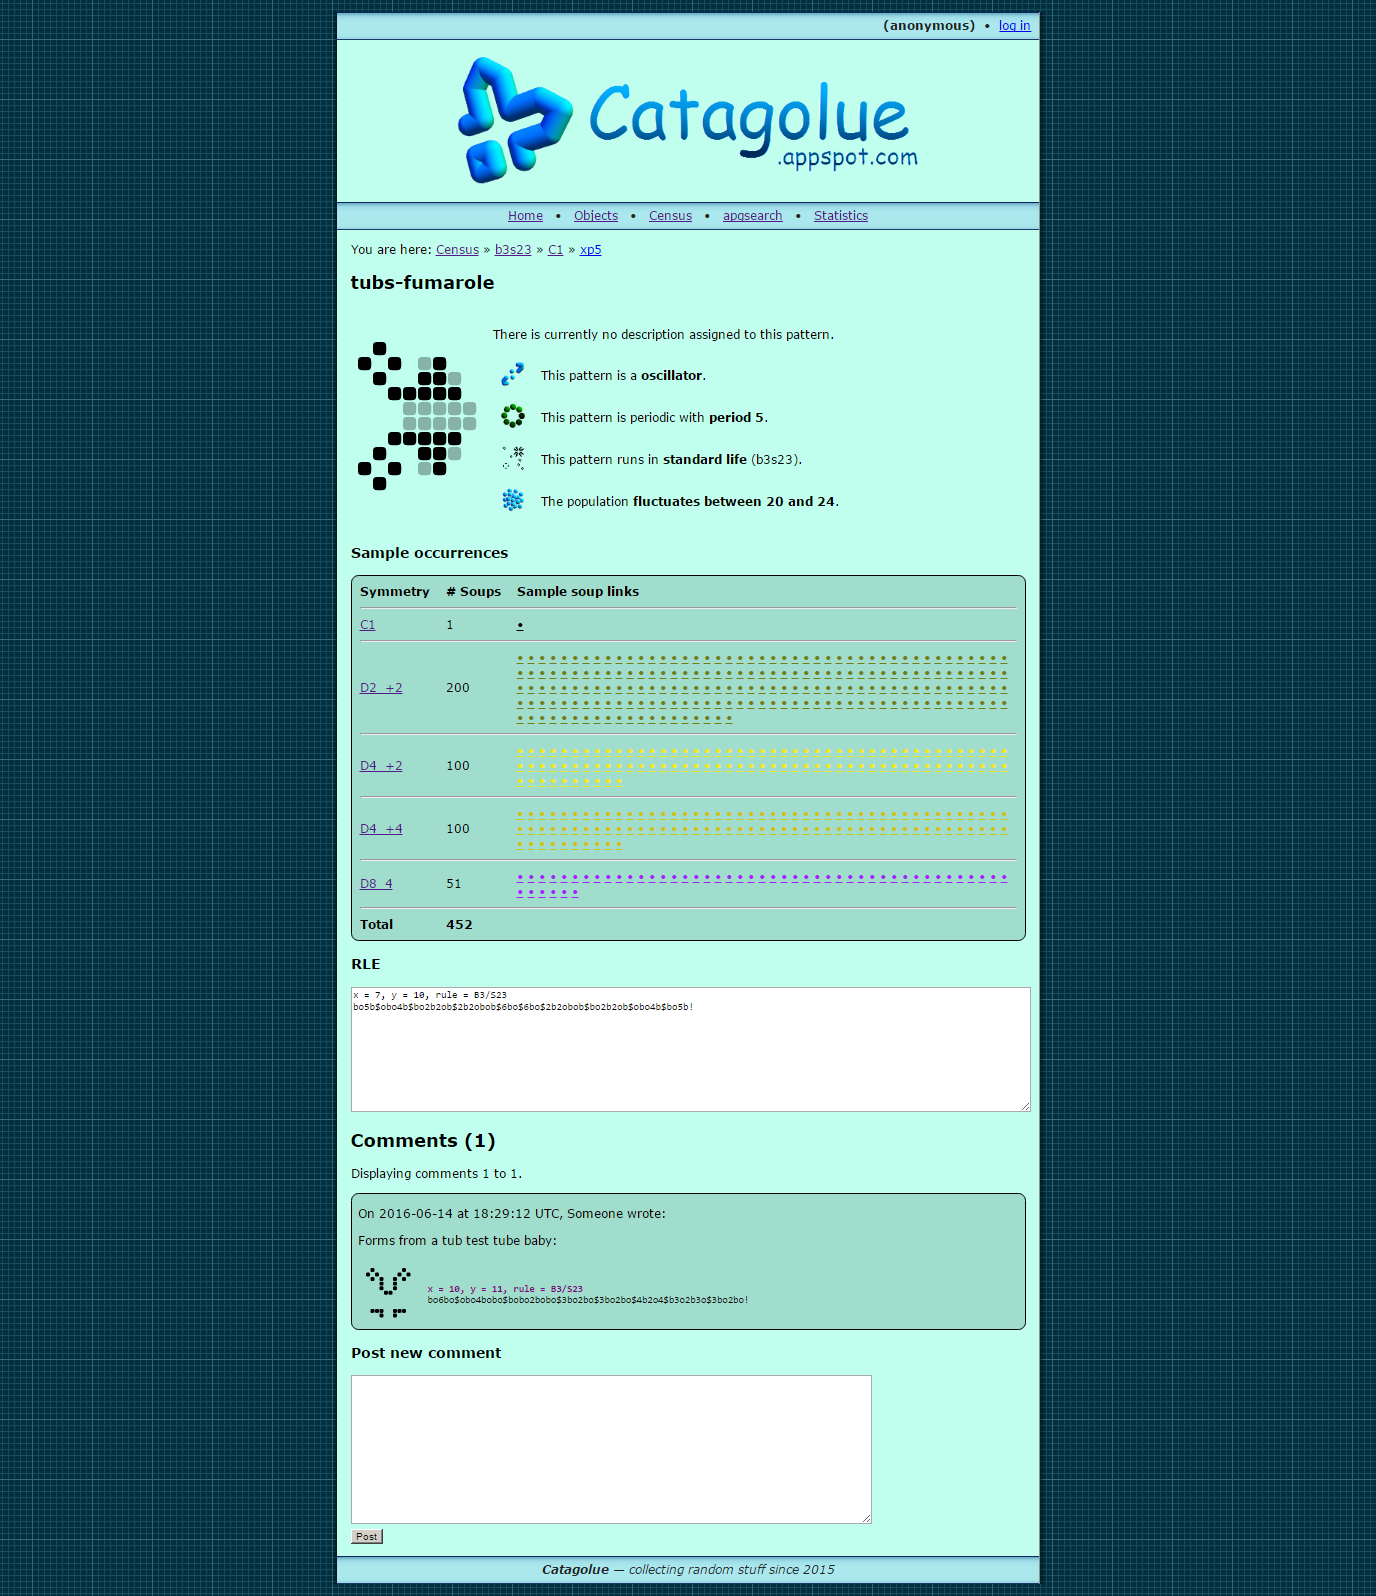 (anonymous) • log in
Catagolue
.appspot.com
Home • Objects • Census • apgsearch • Statistics
You are here: Census » b3s23 » C1 » xp5
tubs-fumarole
There is currently no description assigned to this pattern.
This pattern is a oscillator.
This pattern is periodic with period 5.
This pattern runs in standard life (b3s23).
The population fluctuates between 20 and 24.
Sample occurrences
Symmetry # Soups Sample soup links
C1 1 •
D2_+2 200
D4_+2 100
D4_+4 100
D8_4 51
Total 452
RLE
x = 7, y = 10, rule = B3/S23
bo5b$obo4b$bo2b2ob$2b2obob$6bo$6bo$2b2obob$bo2b2ob$obo4b$bo5b!
Comments (1)
Displaying comments 1 to 1.
On 2016-06-14 at 18:29:12 UTC, Someone wrote:
Forms from a tub test tube baby:
x = 10, y = 11, rule = B3/S23
bo6bo$obo4bobo$bobo2bobo$3bo2bo$3bo2bo$4b2o4$b3o2b3o$3bo2bo!
Post new comment
Post
Catagolue — collecting random stuff since 2015